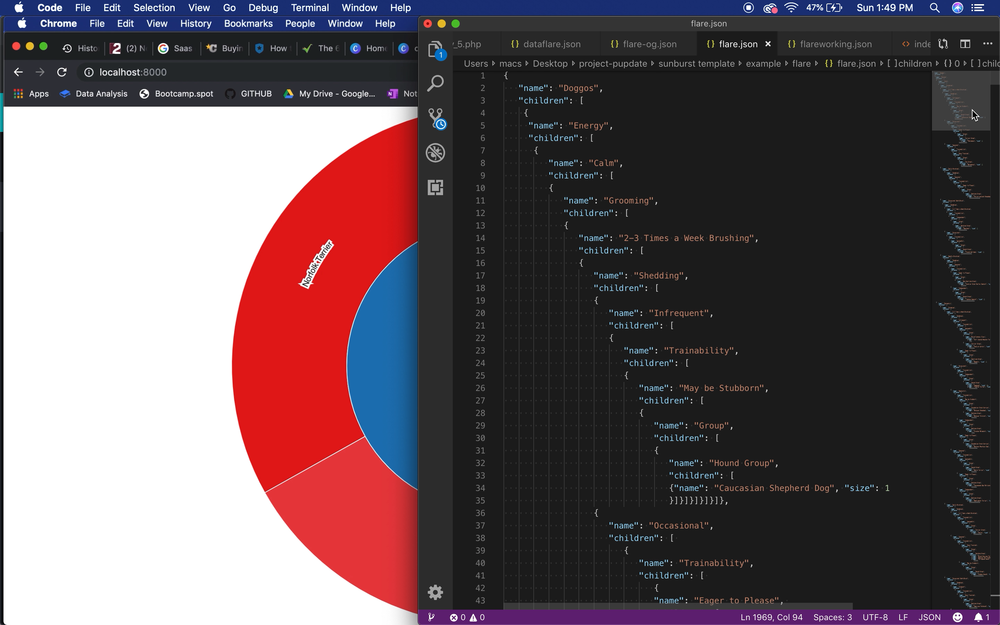 Code File Edit Selection View Go Debug Terminal Window Help 47% Sun 1:49 PM
Chrome File Edit View History Bookmarks People Window Help
flare.json
Histo (2) N Saas Buyin How The 6 Home
_5.php dataflare.json flare-og.json flare.json flareworking.json inde
localhost:8000
Users macs Desktop project-pupdate sunburst template example flare {} flare.json [ ]children {} 0 [ ]chilc
Apps Data Analysis Bootcamp.spot GITHUB My Drive - Google... Not
Norfolk Terrier
1 {
2 "name": "Doggos",
3 "children": [
4 {
5 "name": "Energy",
6 "children": [
7 {
8 "name": "Calm",
9 "children": [
10 {
11 "name": "Grooming",
12 "children": [
13 {
14 "name": "2-3 Times a Week Brushing",
15 "children": [
16 {
17 "name": "Shedding",
18 "children": [
19 {
20 "name": "Infrequent",
21 "children": [
22 {
23 "name": "Trainability",
24 "children": [
25 {
26 "name": "May be Stubborn",
27 "children": [
28 {
29 "name": "Group",
30 "children": [
31 {
32 "name": "Hound Group",
33 "children": [
34 {"name": "Caucasian Shepherd Dog", "size": 1
35 }]}]}]}]}]},
36 {
37 "name": "Occasional",
38 "children": [
39 {
40 "name": "Trainability",
41 "children": [
42 {
43 "name": "Eager to Please",
0 0 Ln 1969, Col 94 Spaces: 3 UTF-8 LF JSON 1